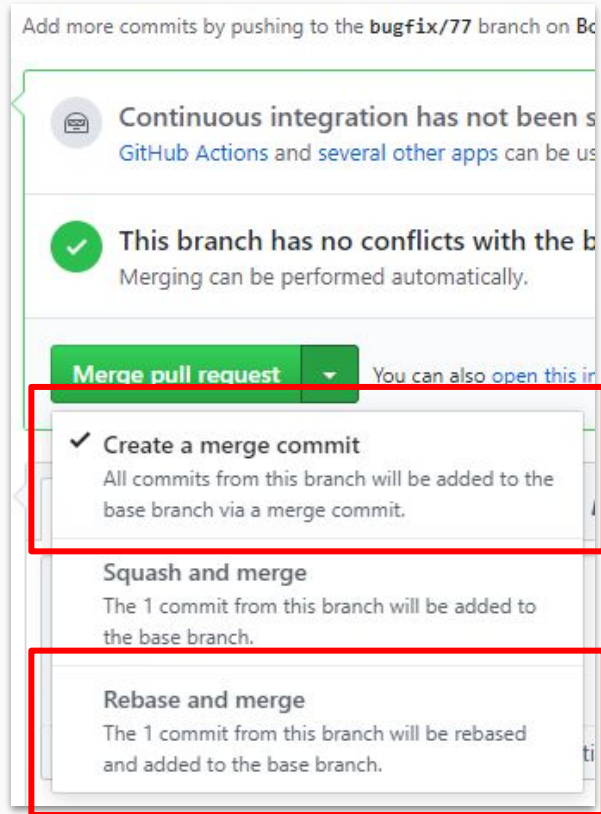 Add more commits by pushing to the bugfix/77 branch on
Continuous integration has not been
GitHub Actions and several other apps can be
This branch has no conflicts with the
Merging can be performed automatically.
Merge pull request You can also open this
Create a merge commit
All commits from this branch will be added to the
base branch via a merge commit.
Squash and merge
The 1 commit from this branch will be added to
the base branch.
Rebase and merge
The 1 commit from this branch will be rebased
and added to the base branch.